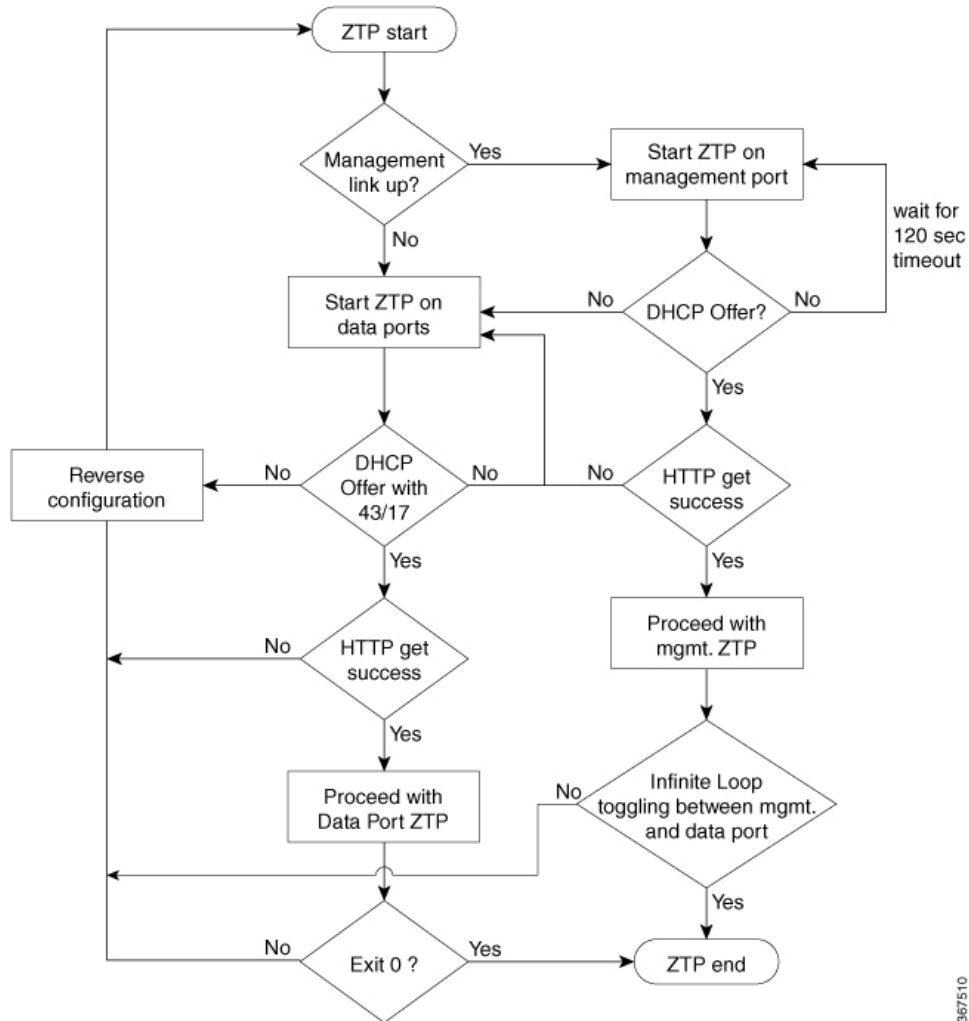 ZTP start
Management
link up?
Yes
Start ZTP on
management port
wait for
120 sec
timeout
No
Start ZTP on
data ports
No
DHCP Offer?
No
Yes
Reverse
configuration
No
DHCP
Offer with
43/17
No
No
HTTP get
success
Yes
Yes
No
HTTP get
success
Proceed with
mgmt. ZTP
Yes
Proceed with
Data Port ZTP
No
Infinite Loop
toggling between mgmt.
and data port
Yes
No
Exit 0 ?
Yes
ZTP end
367510